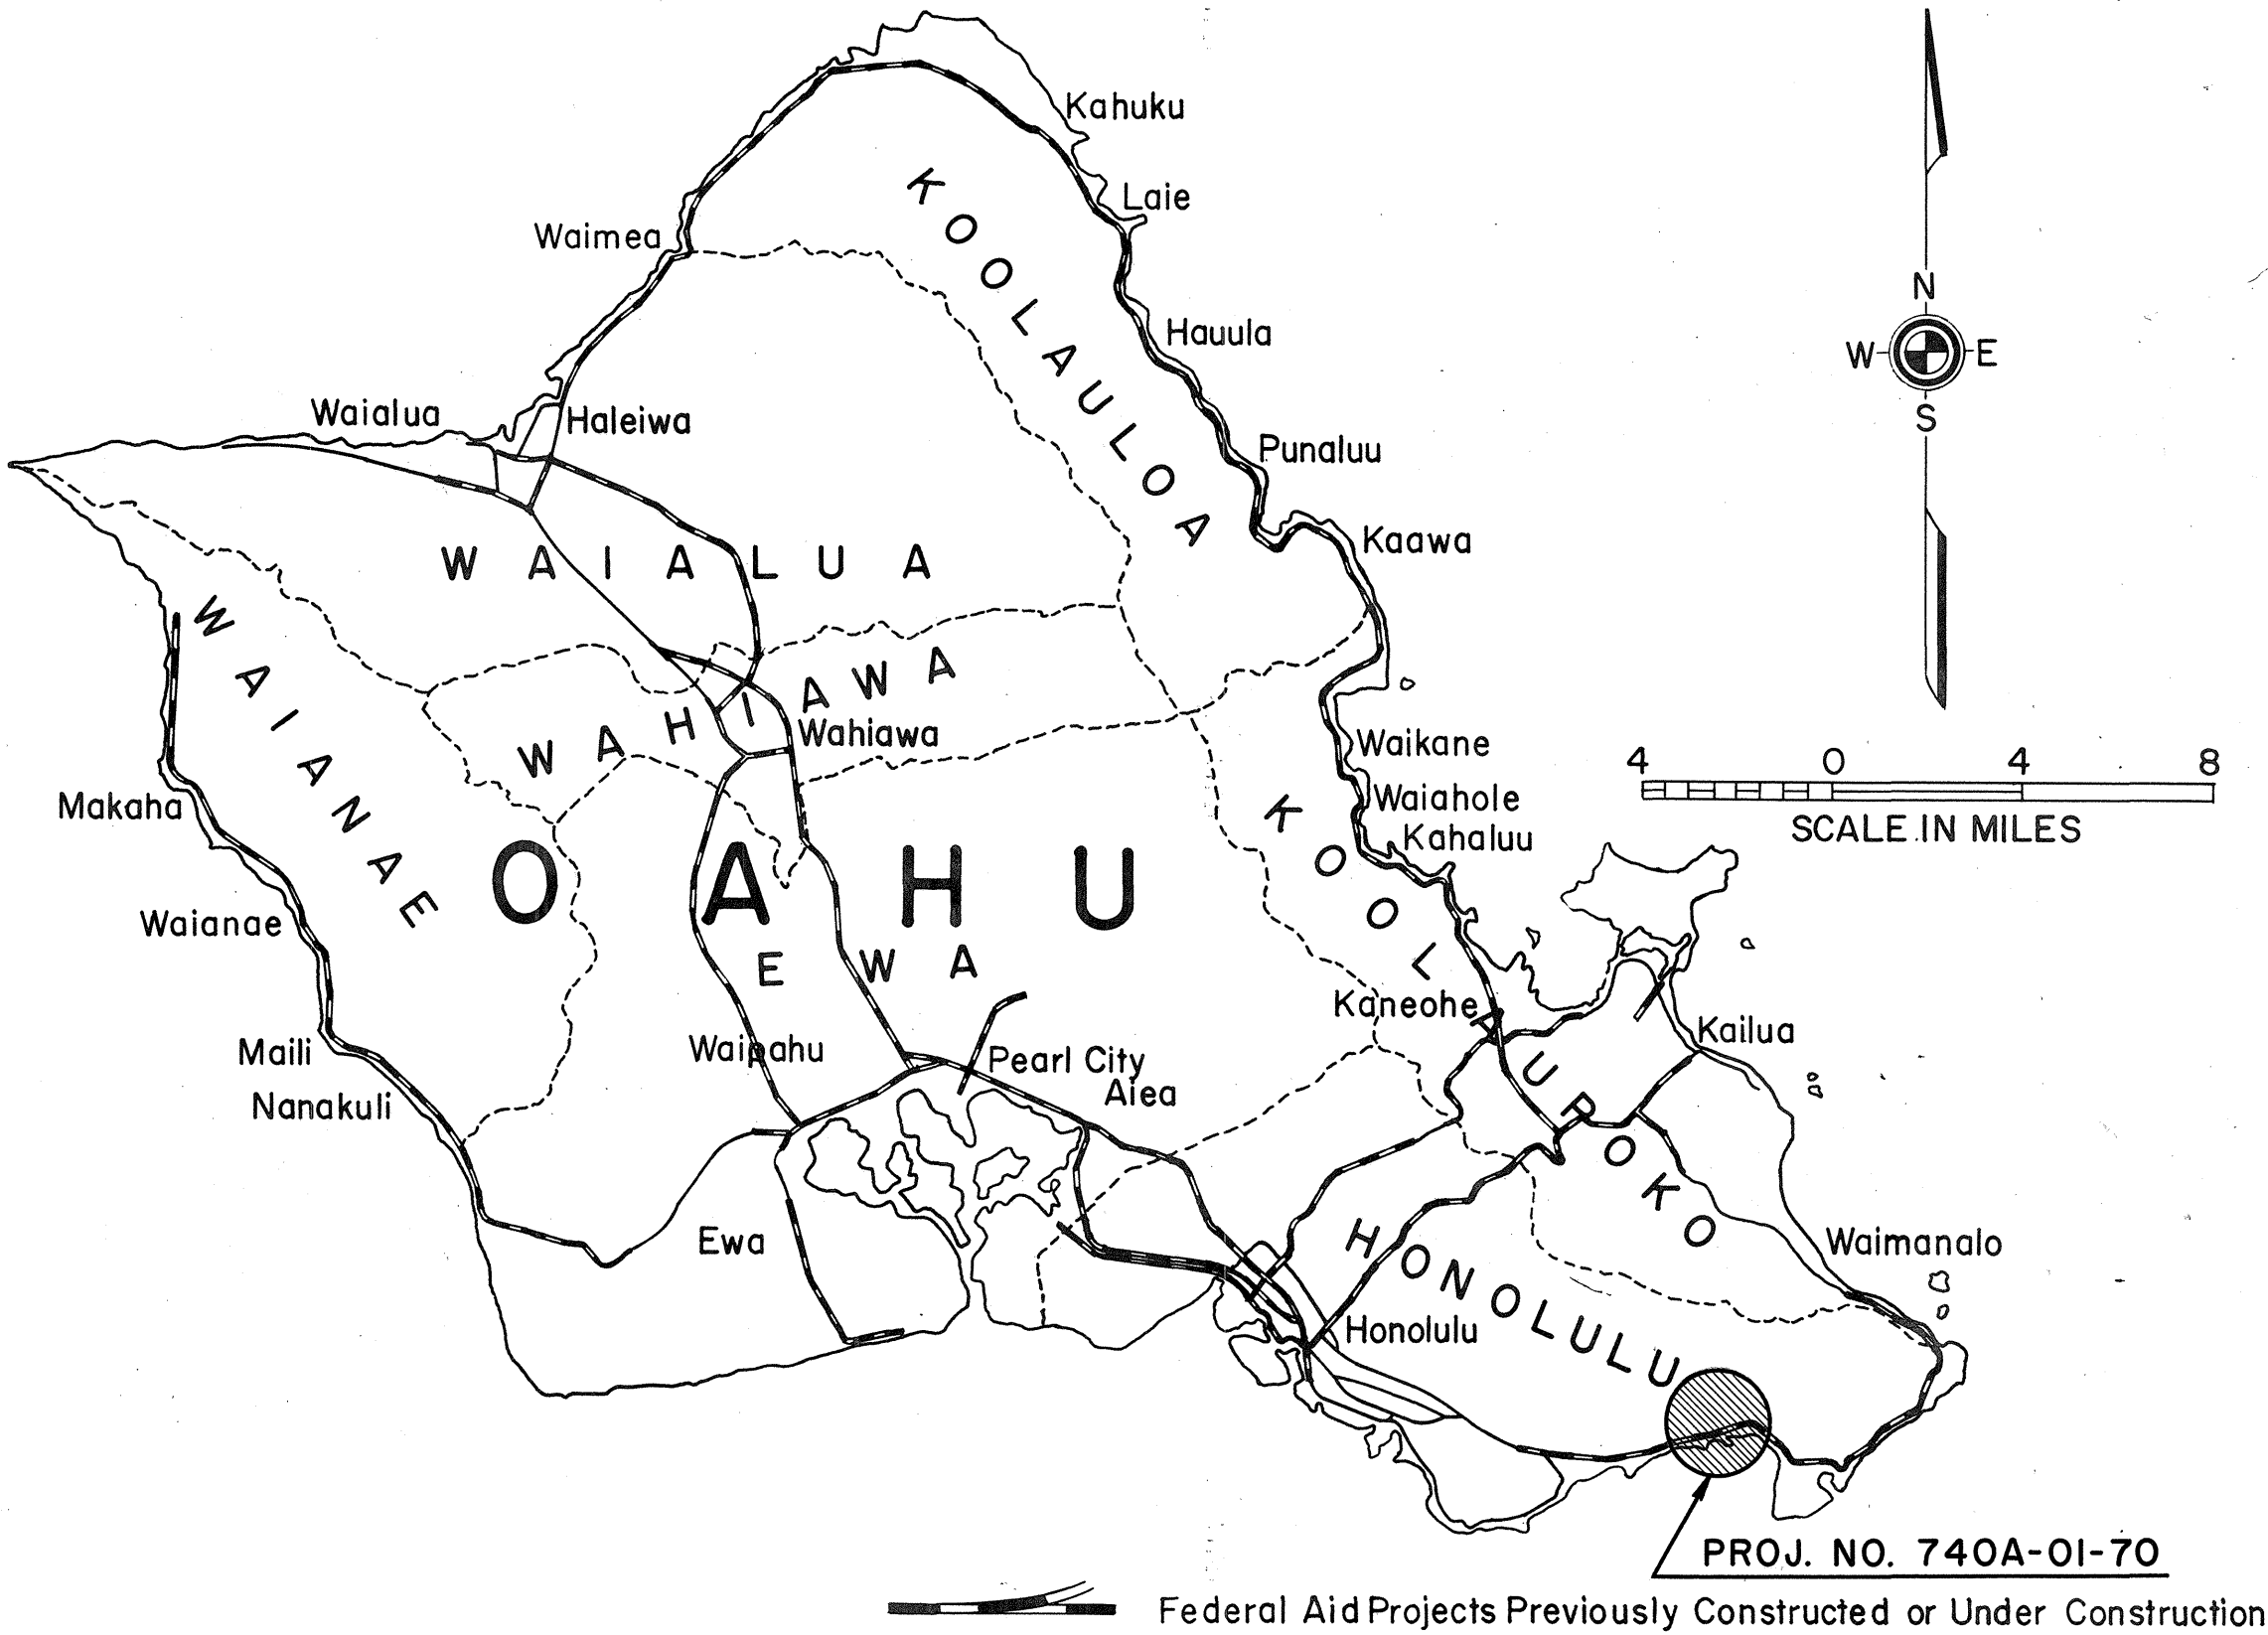 Kahuku
KOOLAULOA
Laie
Waimea
N
Hauula
W E
S
Waialua
Haleiwa
Punaluu
Kaawa
WAIALUA
WAIANAE
WAHIAWA
Wahiawa
Waikane
4 0 4 8
Waiahole
SCALE IN MILES
Makaha
Kahaluu
KOOLAUPOKO
OAHU
Waianae
EWA
Kaneohe
Kailua
Maili
Waipahu
Pearl City
Aiea
Nanakuli
Ewa
Waimanalo
HONOLULU
Honolulu
PROJ. NO. 740A-01-70
Federal Aid Projects Previously Constructed or Under Construction